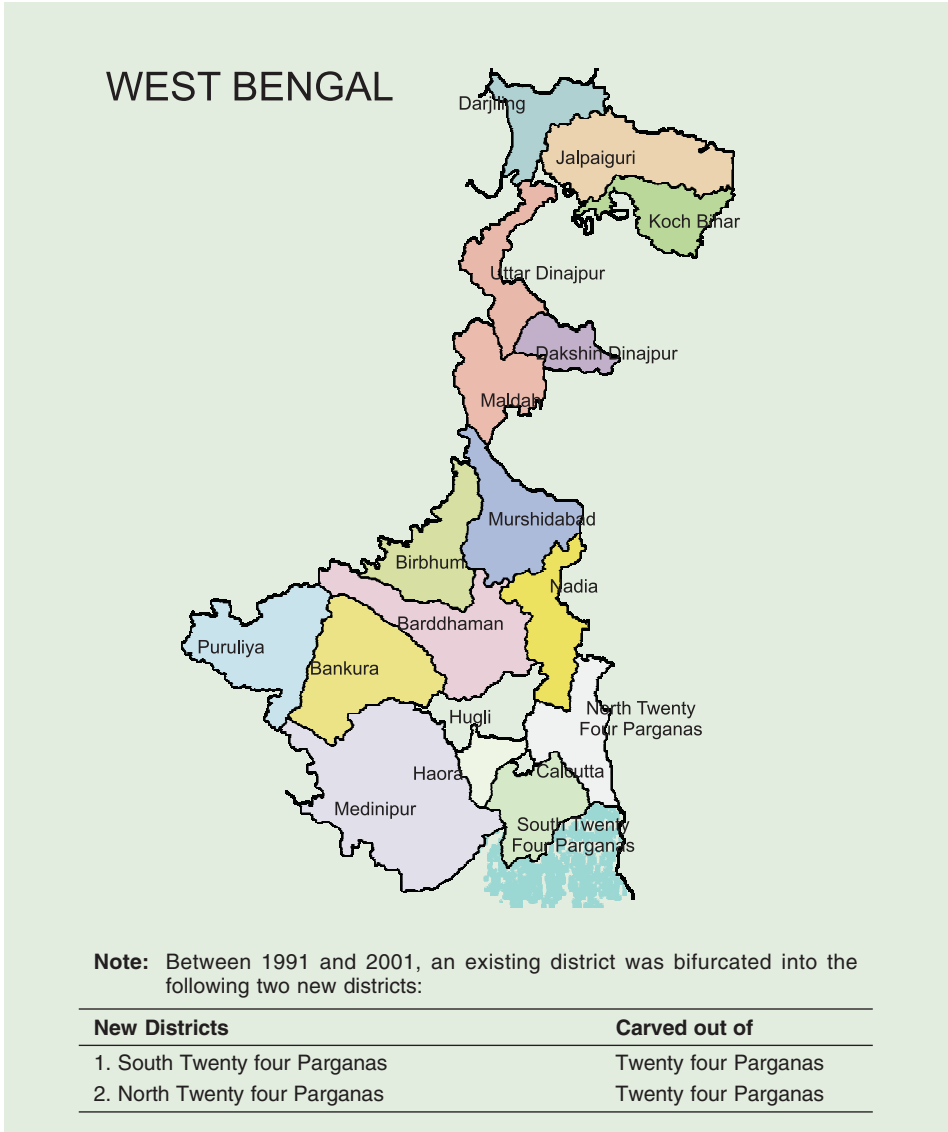 WEST BENGAL
Darjiling
Jalpaiguri
Koch Bihar
Uttar Dinajpur
Dakshin Dinajpur
Maldah
Murshidabad
Birbhum
Nadia
Barddhaman
Puruliya
Bankura
North Twenty
Four Parganas
Hugli
Haora
Calcutta
Medinipur
South Twenty
Four Parganas
Note: Between 1991 and 2001, an existing district was bifurcated into the
following two new districts:
New Districts Carved out of
1. South Twenty four Parganas Twenty four Parganas
2. North Twenty four Parganas Twenty four Parganas